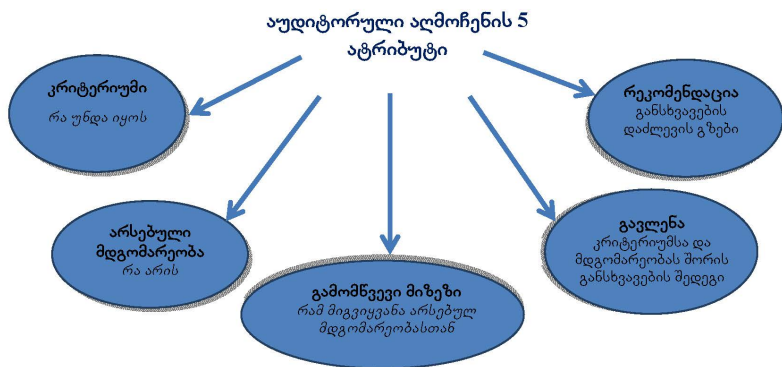 აუდიტორული აღმოჩენის 5
ატრიბუტი
კრიტერიუმი
რა უნდა იყოს
არსებული
მდგომარეობა
რა არის
გამომწვევი მიზეზი
რამ მიგვიყვანა არსებულ
მდგომარეობასთან
გავლენა
კრიტერიუმსა და
მდგომარეობას შორის
განსხვავების შედეგი
რეკომენდაცია
განსხვავების
დაძლევის გზები